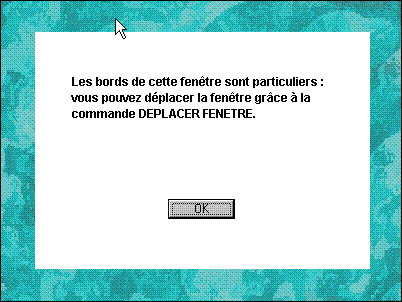 Les bords de cette fenêtre sont particuliers :
vous pouvez déplacer la fenêtre grâce à la
commande DEPLACER FENETRE.
OK